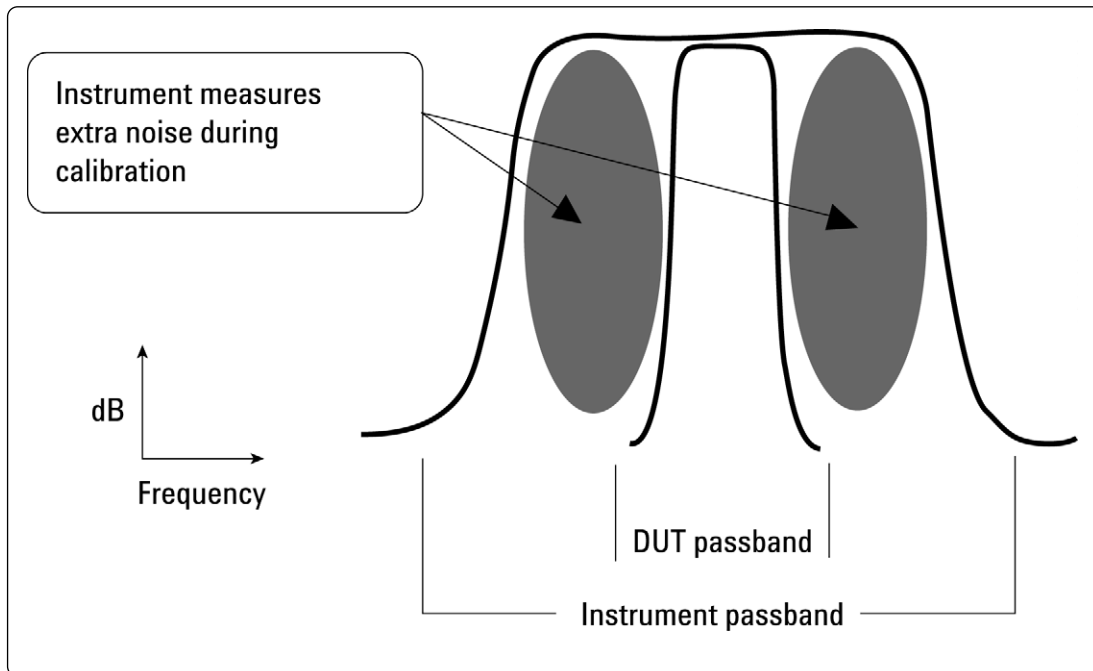 Instrument measures
extra noise during
calibration
dB
Frequency
DUT passband
Instrument passband